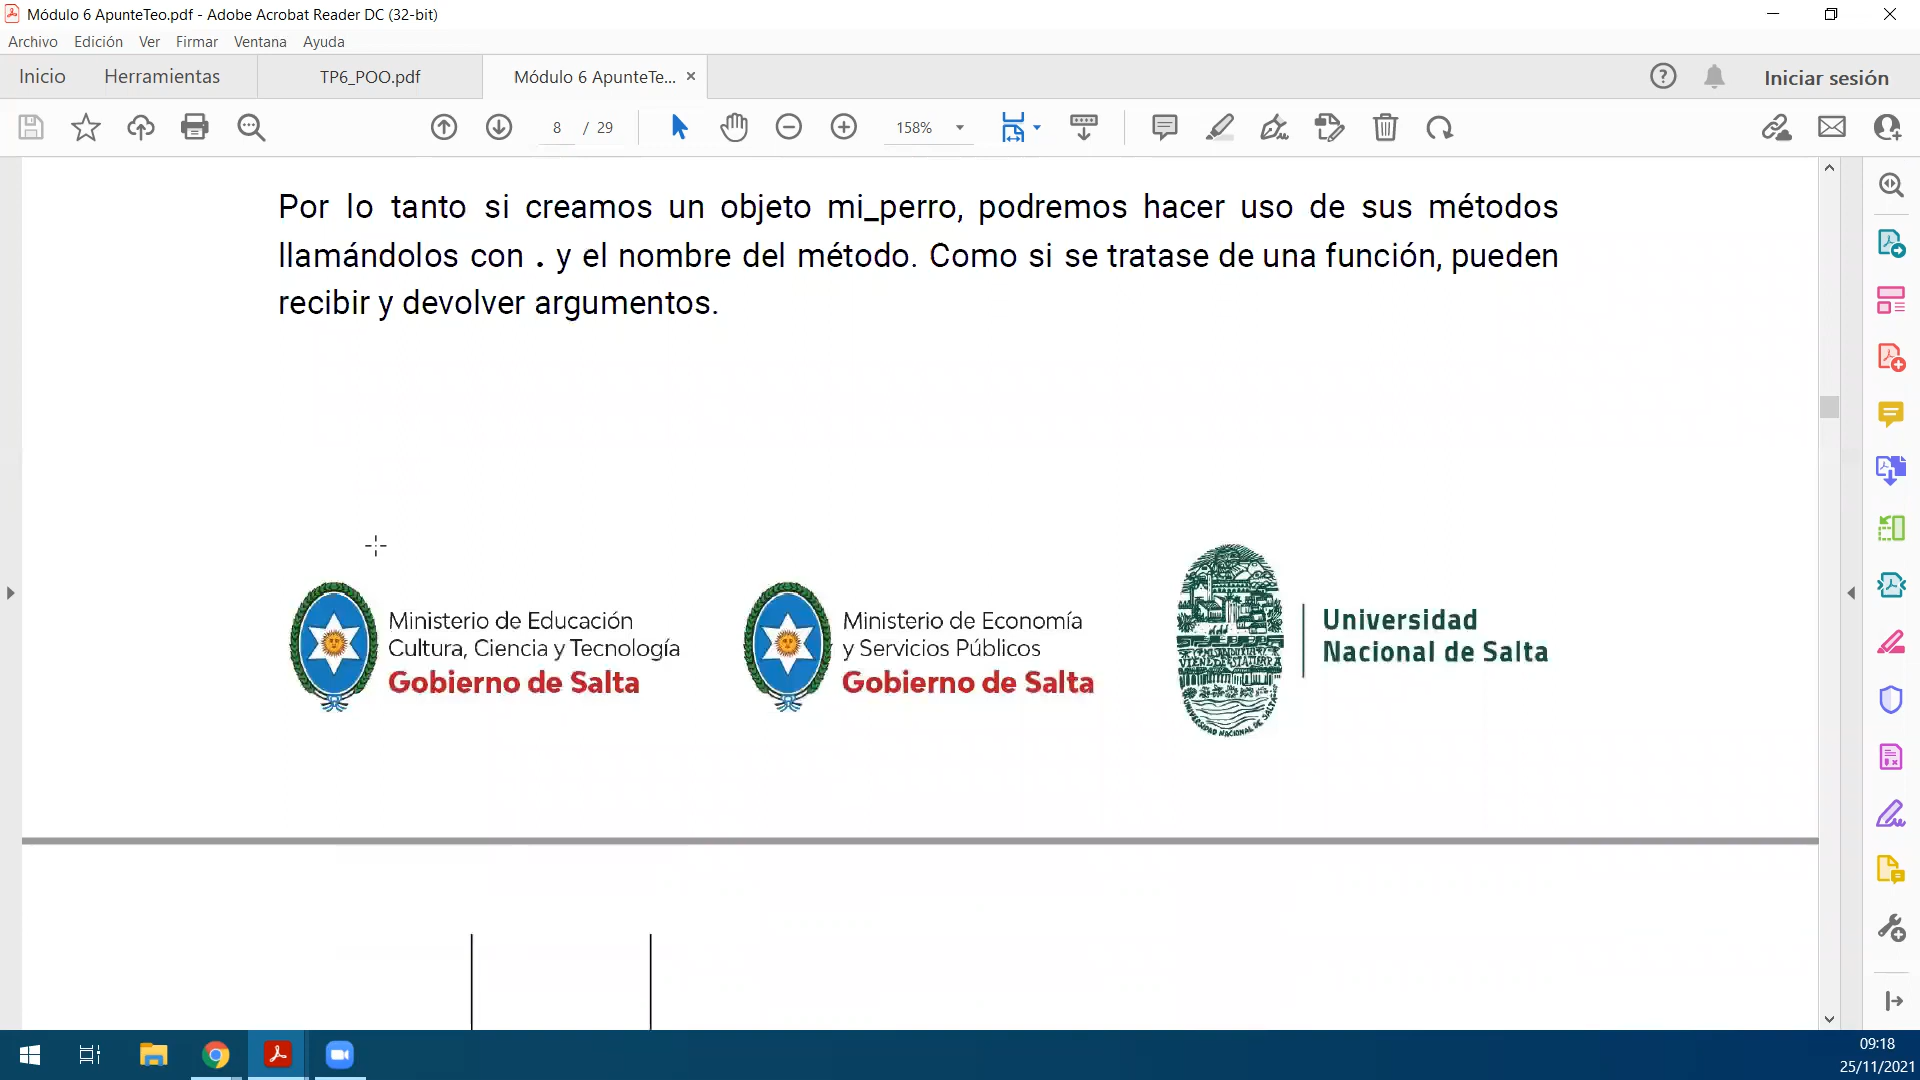 Módulo 6 ApunteTeo.pdf - Adobe Acrobat Reader DC (32-bit)
Archivo Edición Ver Firmar Ventana Ayuda
Inicio Herramientas TP6_POO.pdf Módulo 6 ApunteTe... Iniciar sesión
8 / 29 158%
Por lo tanto si creamos un objeto mi_perro, podremos hacer uso de sus métodos
llamándolos con . y el nombre del método. Como si se tratase de una función, pueden
recibir y devolver argumentos.
Ministerio de Educación
Cultura, Ciencia y Tecnología
Gobierno de Salta
Ministerio de Economía
y Servicios Públicos
Gobierno de Salta
Universidad
Nacional de Salta
UNIVERSIDAD NACIONAL DE SALTA
09:18
25/11/2021